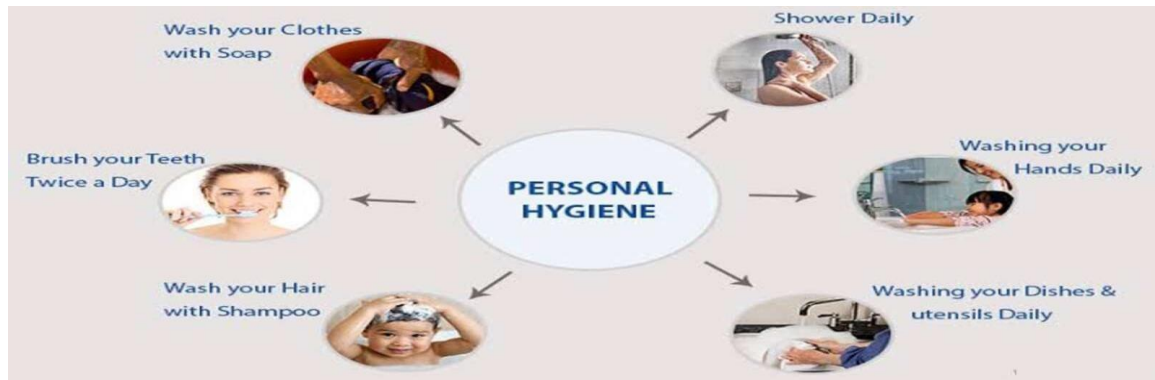 Wash your Clothes
with Soap
Shower Daily
Brush your Teeth
Twice a Day
PERSONAL
HYGIENE
Washing your
Hands Daily
Wash your Hair
with Shampoo
Washing your Dishes &
utensils Daily
1